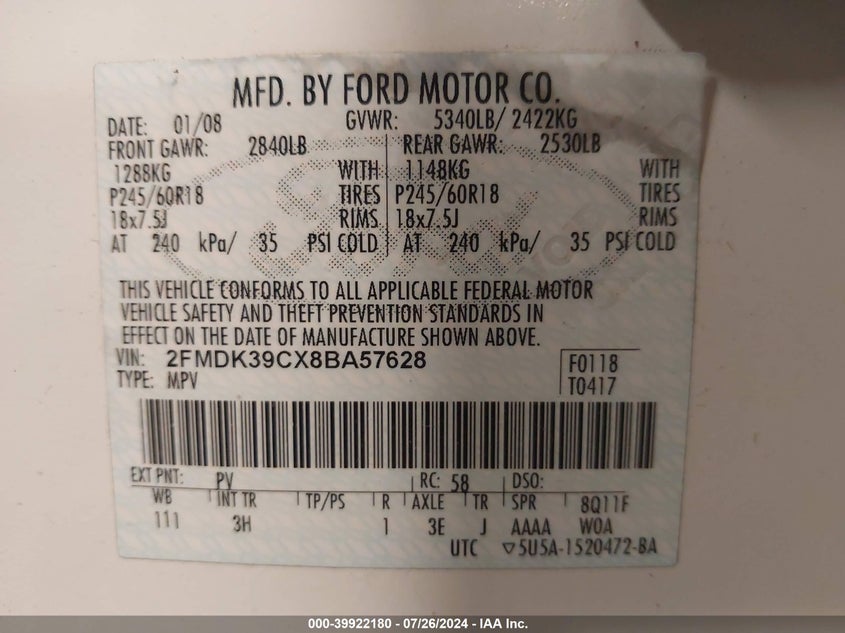 MFD. BY FORD MOTOR CO.
DATE: 01/08 GVWR: 5340LB/ 2422KG
FRONT GAWR: 2840LB REAR GAWR: 2530LB
1288KG WITH 1148KG WITH
P245/60R18 TIRES P245/60R18 TIRES
18x7.5J RIMS 18x7.5J RIMS
AT 240 kPa/ 35 PSI COLD AT 240 kPa/ 35 PSI COLD
THIS VEHICLE CONFORMS TO ALL APPLICABLE FEDERAL MOTOR
VEHICLE SAFETY AND THEFT PREVENTION STANDARDS IN
EFFECT ON THE DATE OF MANUFACTURE SHOWN ABOVE.
VIN: 2FMDK39CX8BA57628 F0118
TYPE: MPV T0417
EXT PNT: PV RC: 58 DSO:
WB INT TR TP/PS R AXLE TR SPR 8Q11F
111 3H 1 3E J AAAA WOA
UTC ▽5U5A-1520472-BA
000-39922180 - 07/26/2024 - IAA Inc.